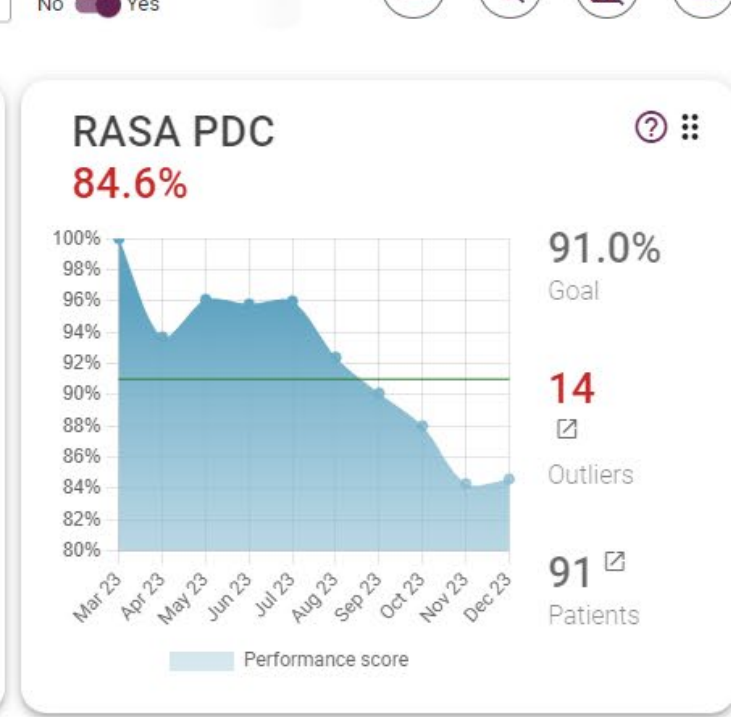 No Yes
RASA PDC
84.6%
100%
98%
96%
94%
92%
90%
88%
86%
84%
82%
80%
Mar 23
Apr 23
May 23
Jun 23
Jul 23
Aug 23
Sep 23
Oct 23
Nov 23
Dec 23
Performance score
91.0%
Goal
14
Outliers
91
Patients